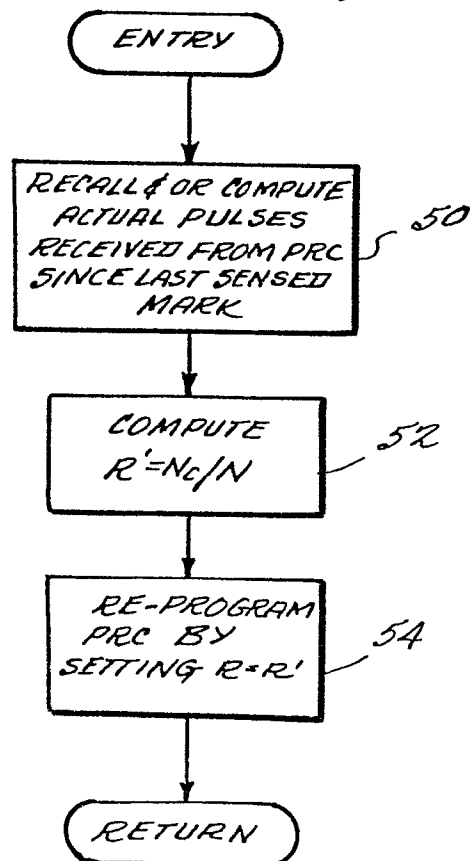 ENTRY
RECALL & OR COMPUTE
ACTUAL PULSES
RECEIVED FROM PRC
SINCE LAST SENSED
MARK
50
COMPUTE
R'=Nc/N
52
RE-PROGRAM
PRC BY
SETTING R=R'
54
RETURN